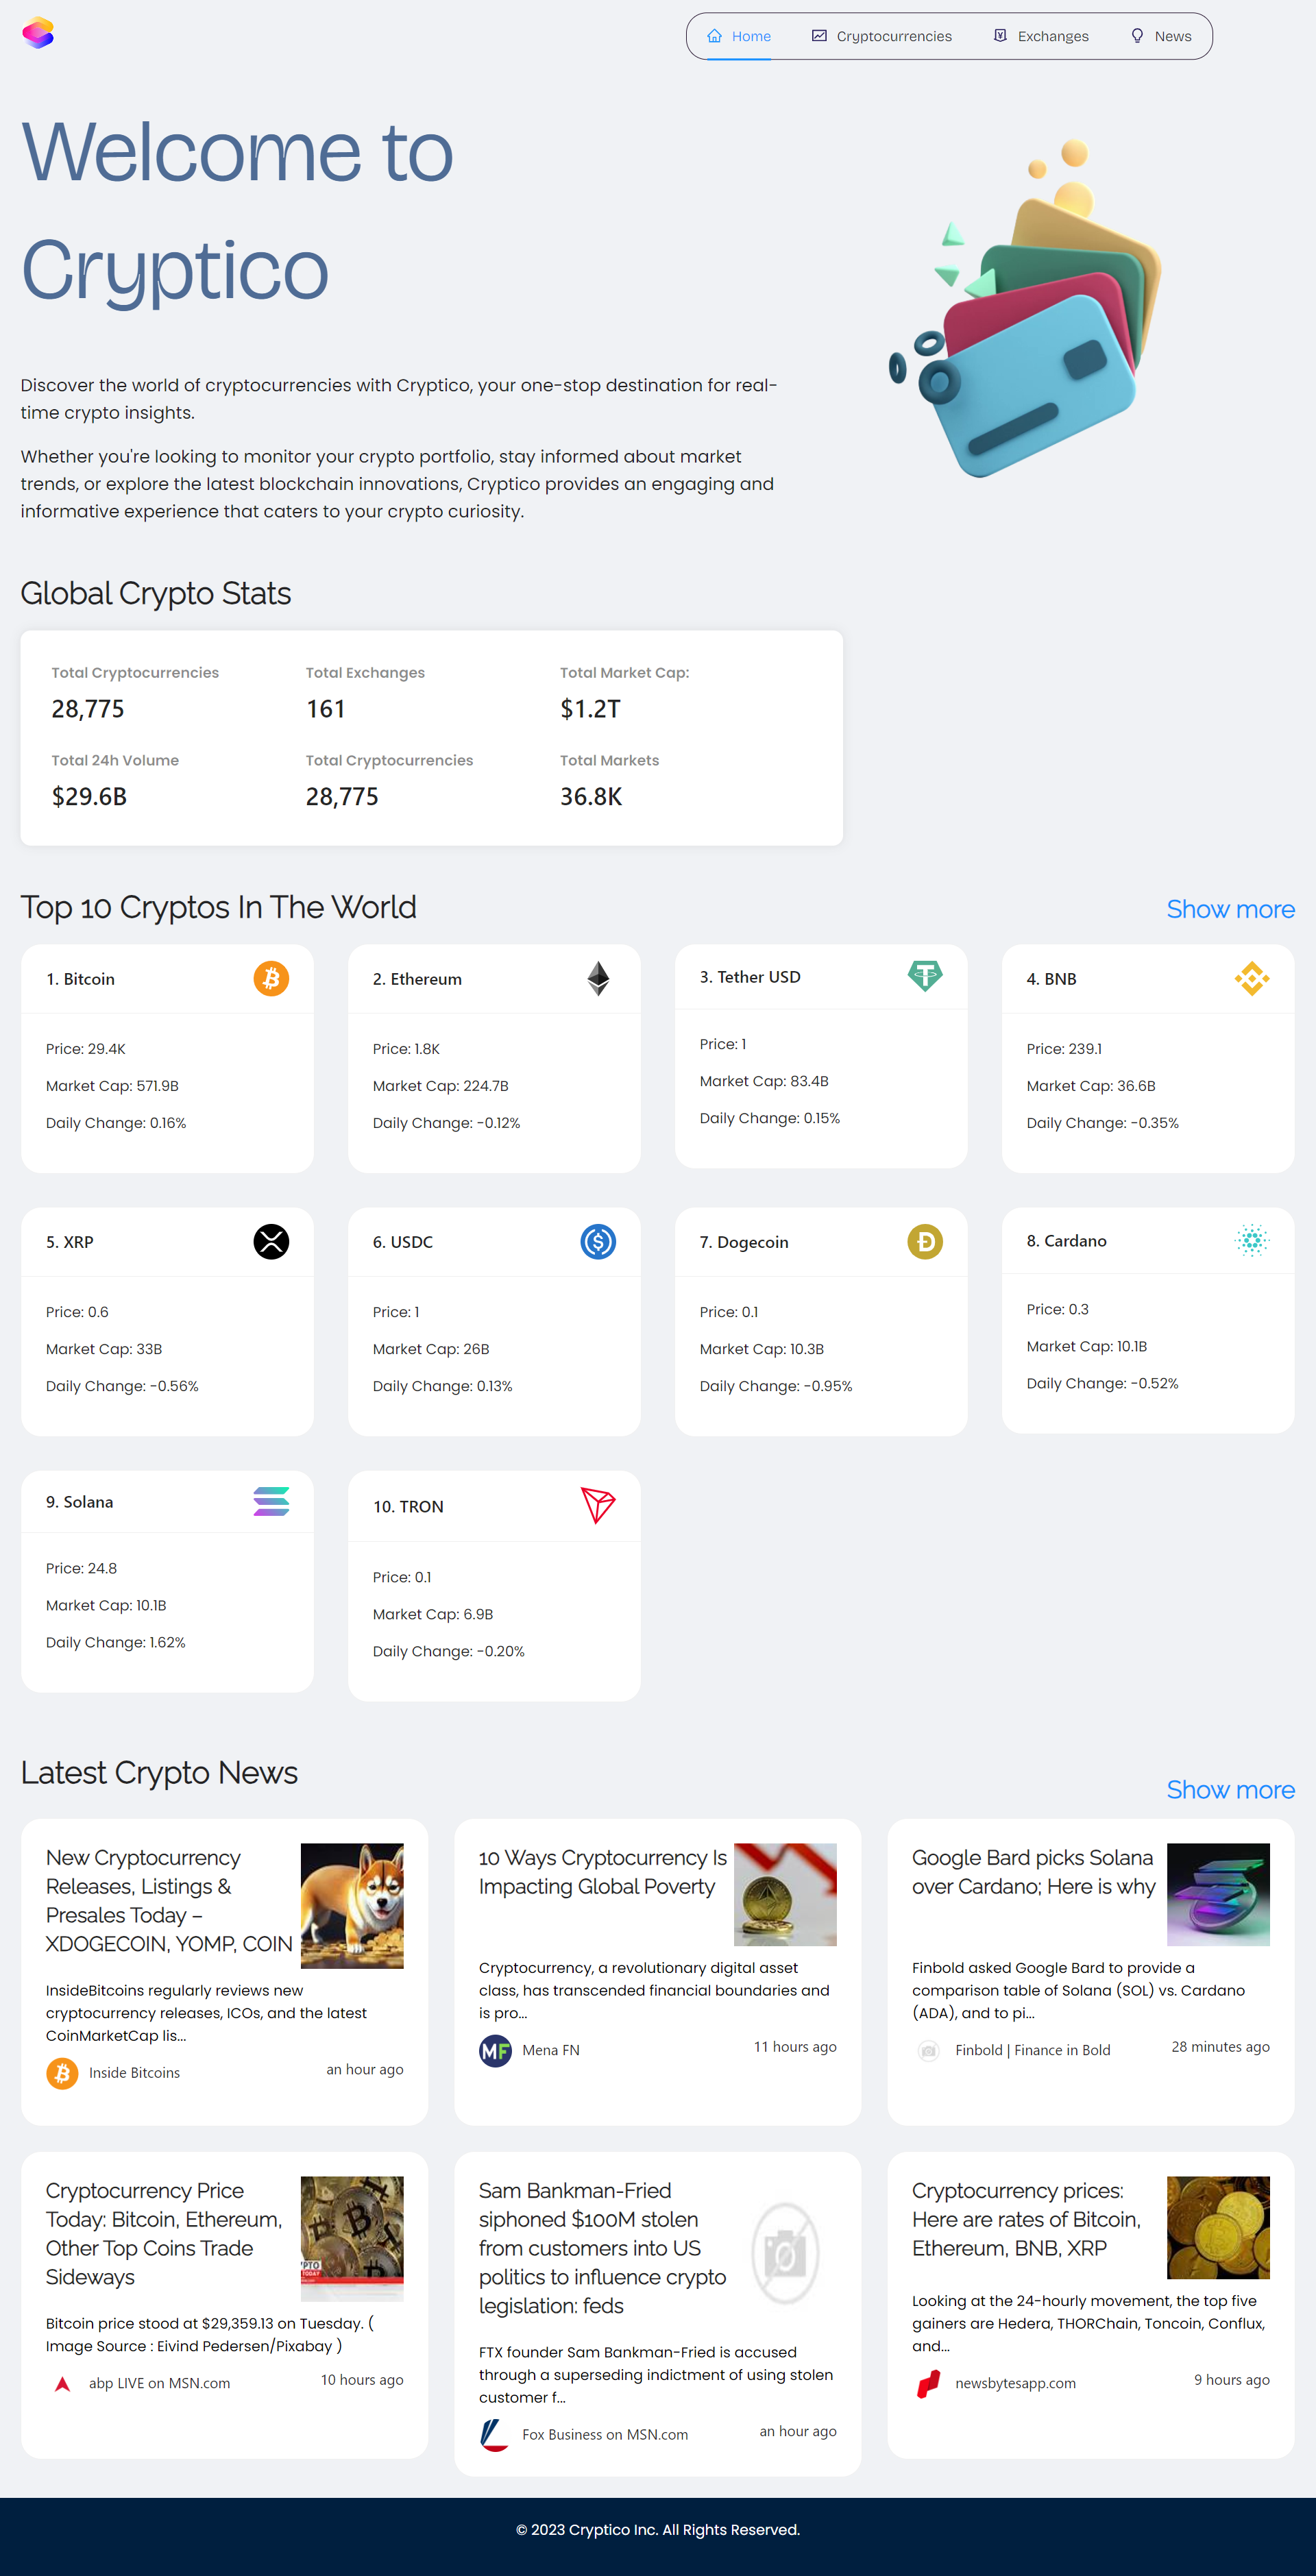 Home
Cryptocurrencies
Exchanges
News
Welcome to
Cryptico
Discover the world of cryptocurrencies with Cryptico, your one-stop destination for real-
time crypto insights.
Whether you're looking to monitor your crypto portfolio, stay informed about market
trends, or explore the latest blockchain innovations, Cryptico provides an engaging and
informative experience that caters to your crypto curiosity.
Global Crypto Stats
Total Cryptocurrencies
28,775
Total Exchanges
161
Total Market Cap:
$1.2T
Total 24h Volume
$29.6B
Total Cryptocurrencies
28,775
Total Markets
36.8K
Top 10 Cryptos In The World
Show more
1. Bitcoin
Price: 29.4K
Market Cap: 571.9B
Daily Change: 0.16%
2. Ethereum
Price: 1.8K
Market Cap: 224.7B
Daily Change: -0.12%
3. Tether USD
Price: 1
Market Cap: 83.4B
Daily Change: 0.15%
4. BNB
Price: 239.1
Market Cap: 36.6B
Daily Change: -0.35%
5. XRP
Price: 0.6
Market Cap: 33B
Daily Change: -0.56%
6. USDC
Price: 1
Market Cap: 26B
Daily Change: 0.13%
7. Dogecoin
Price: 0.1
Market Cap: 10.3B
Daily Change: -0.95%
8. Cardano
Price: 0.3
Market Cap: 10.1B
Daily Change: -0.52%
9. Solana
Price: 24.8
Market Cap: 10.1B
Daily Change: 1.62%
10. TRON
Price: 0.1
Market Cap: 6.9B
Daily Change: -0.20%
Latest Crypto News
Show more
New Cryptocurrency
Releases, Listings &
Presales Today –
XDOGECOIN, YOMP, COIN
InsideBitcoins regularly reviews new
cryptocurrency releases, ICOs, and the latest
CoinMarketCap lis...
Inside Bitcoins
an hour ago
10 Ways Cryptocurrency Is
Impacting Global Poverty
Cryptocurrency, a revolutionary digital asset
class, has transcended financial boundaries and
is pro...
MF
Mena FN
11 hours ago
Google Bard picks Solana
over Cardano; Here is why
Finbold asked Google Bard to provide a
comparison table of Solana (SOL) vs. Cardano
(ADA), and to pi...
Finbold | Finance in Bold
28 minutes ago
Cryptocurrency Price
Today: Bitcoin, Ethereum,
Other Top Coins Trade
Sideways
Bitcoin price stood at $29,359.13 on Tuesday. (
Image Source : Eivind Pedersen/Pixabay )
abp LIVE on MSN.com
10 hours ago
Sam Bankman-Fried
siphoned $100M stolen
from customers into US
politics to influence crypto
legislation: feds
FTX founder Sam Bankman-Fried is accused
through a superseding indictment of using stolen
customer f...
Fox Business on MSN.com
an hour ago
Cryptocurrency prices:
Here are rates of Bitcoin,
Ethereum, BNB, XRP
Looking at the 24-hourly movement, the top five
gainers are Hedera, THORChain, Toncoin, Conflux,
and...
newsbytesapp.com
9 hours ago
© 2023 Cryptico Inc. All Rights Reserved.